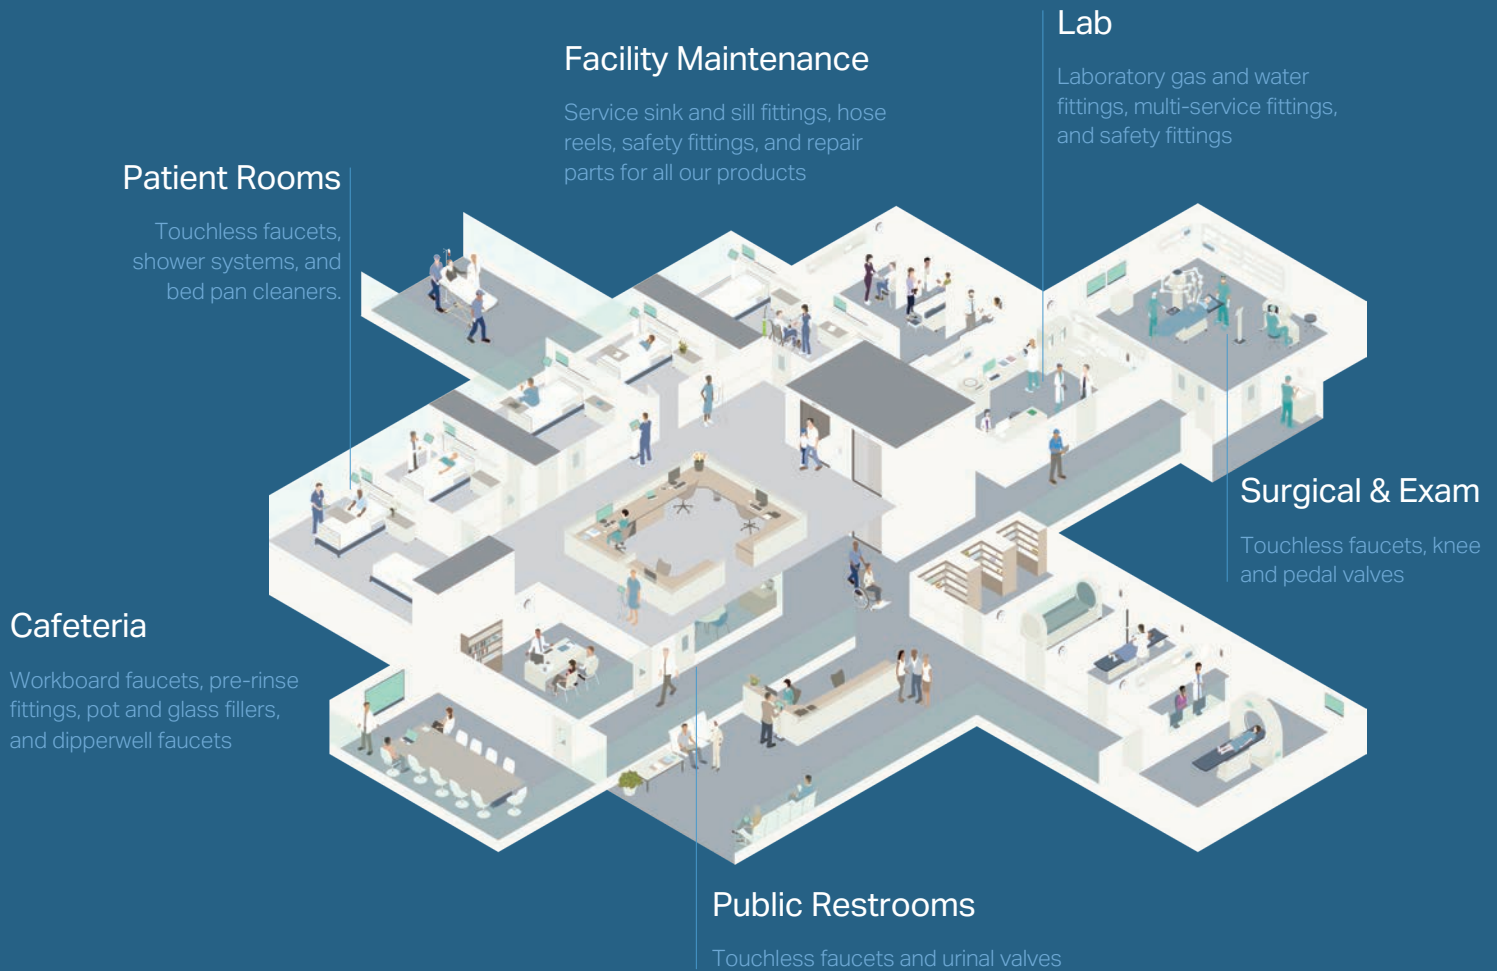 Lab
Laboratory gas and water
fittings, multi-service fittings,
and safety fittings
Facility Maintenance
Service sink and sill fittings, hose
reels, safety fittings, and repair
parts for all our products
Patient Rooms
Touchless faucets,
shower systems, and
bed pan cleaners.
Surgical & Exam
Touchless faucets, knee
and pedal valves
Cafeteria
Workboard faucets, pre-rinse
fittings, pot and glass fillers,
and dipperwell faucets
Public Restrooms
Touchless faucets and urinal valves